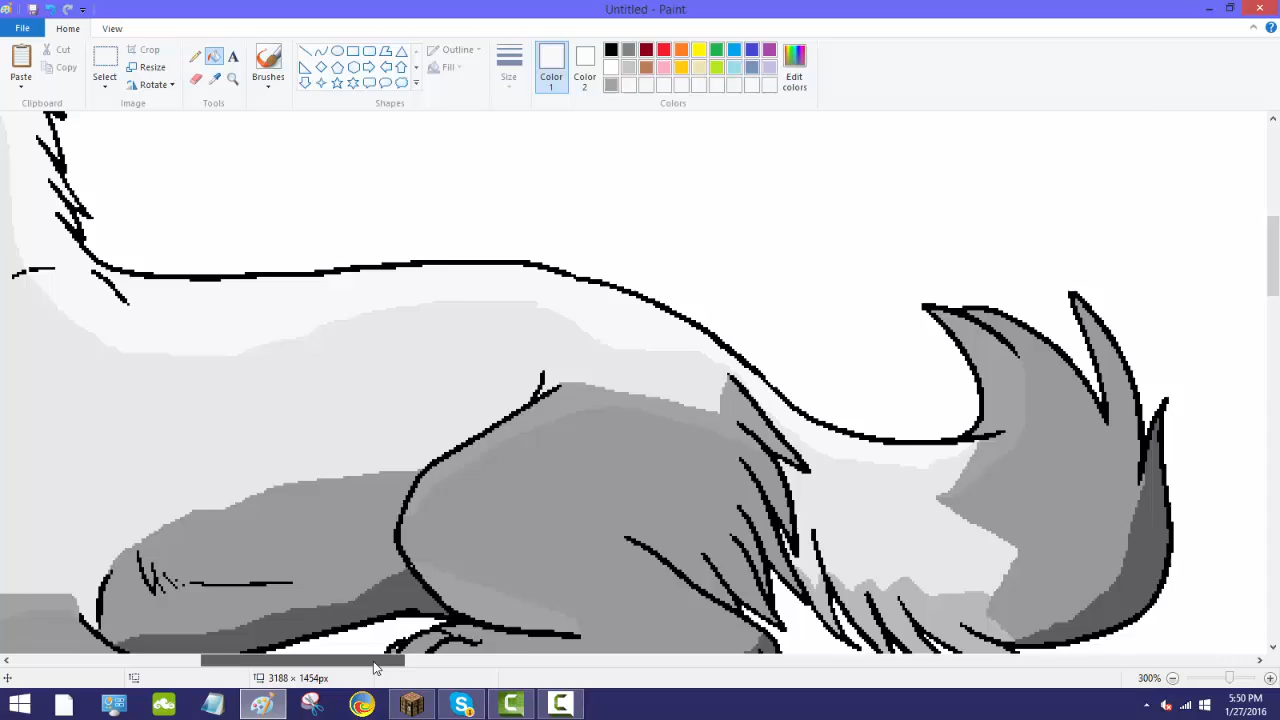 Untitled - Paint
File Home View
Paste
Cut
Copy
Clipboard
Select
Crop
Resize
Rotate
Image
Tools
Brushes
Outline
Fill
Shapes
Size
Color 1
Color 2
Edit colors
Colors
3188 × 1454px
300%
5:50 PM
1/27/2016